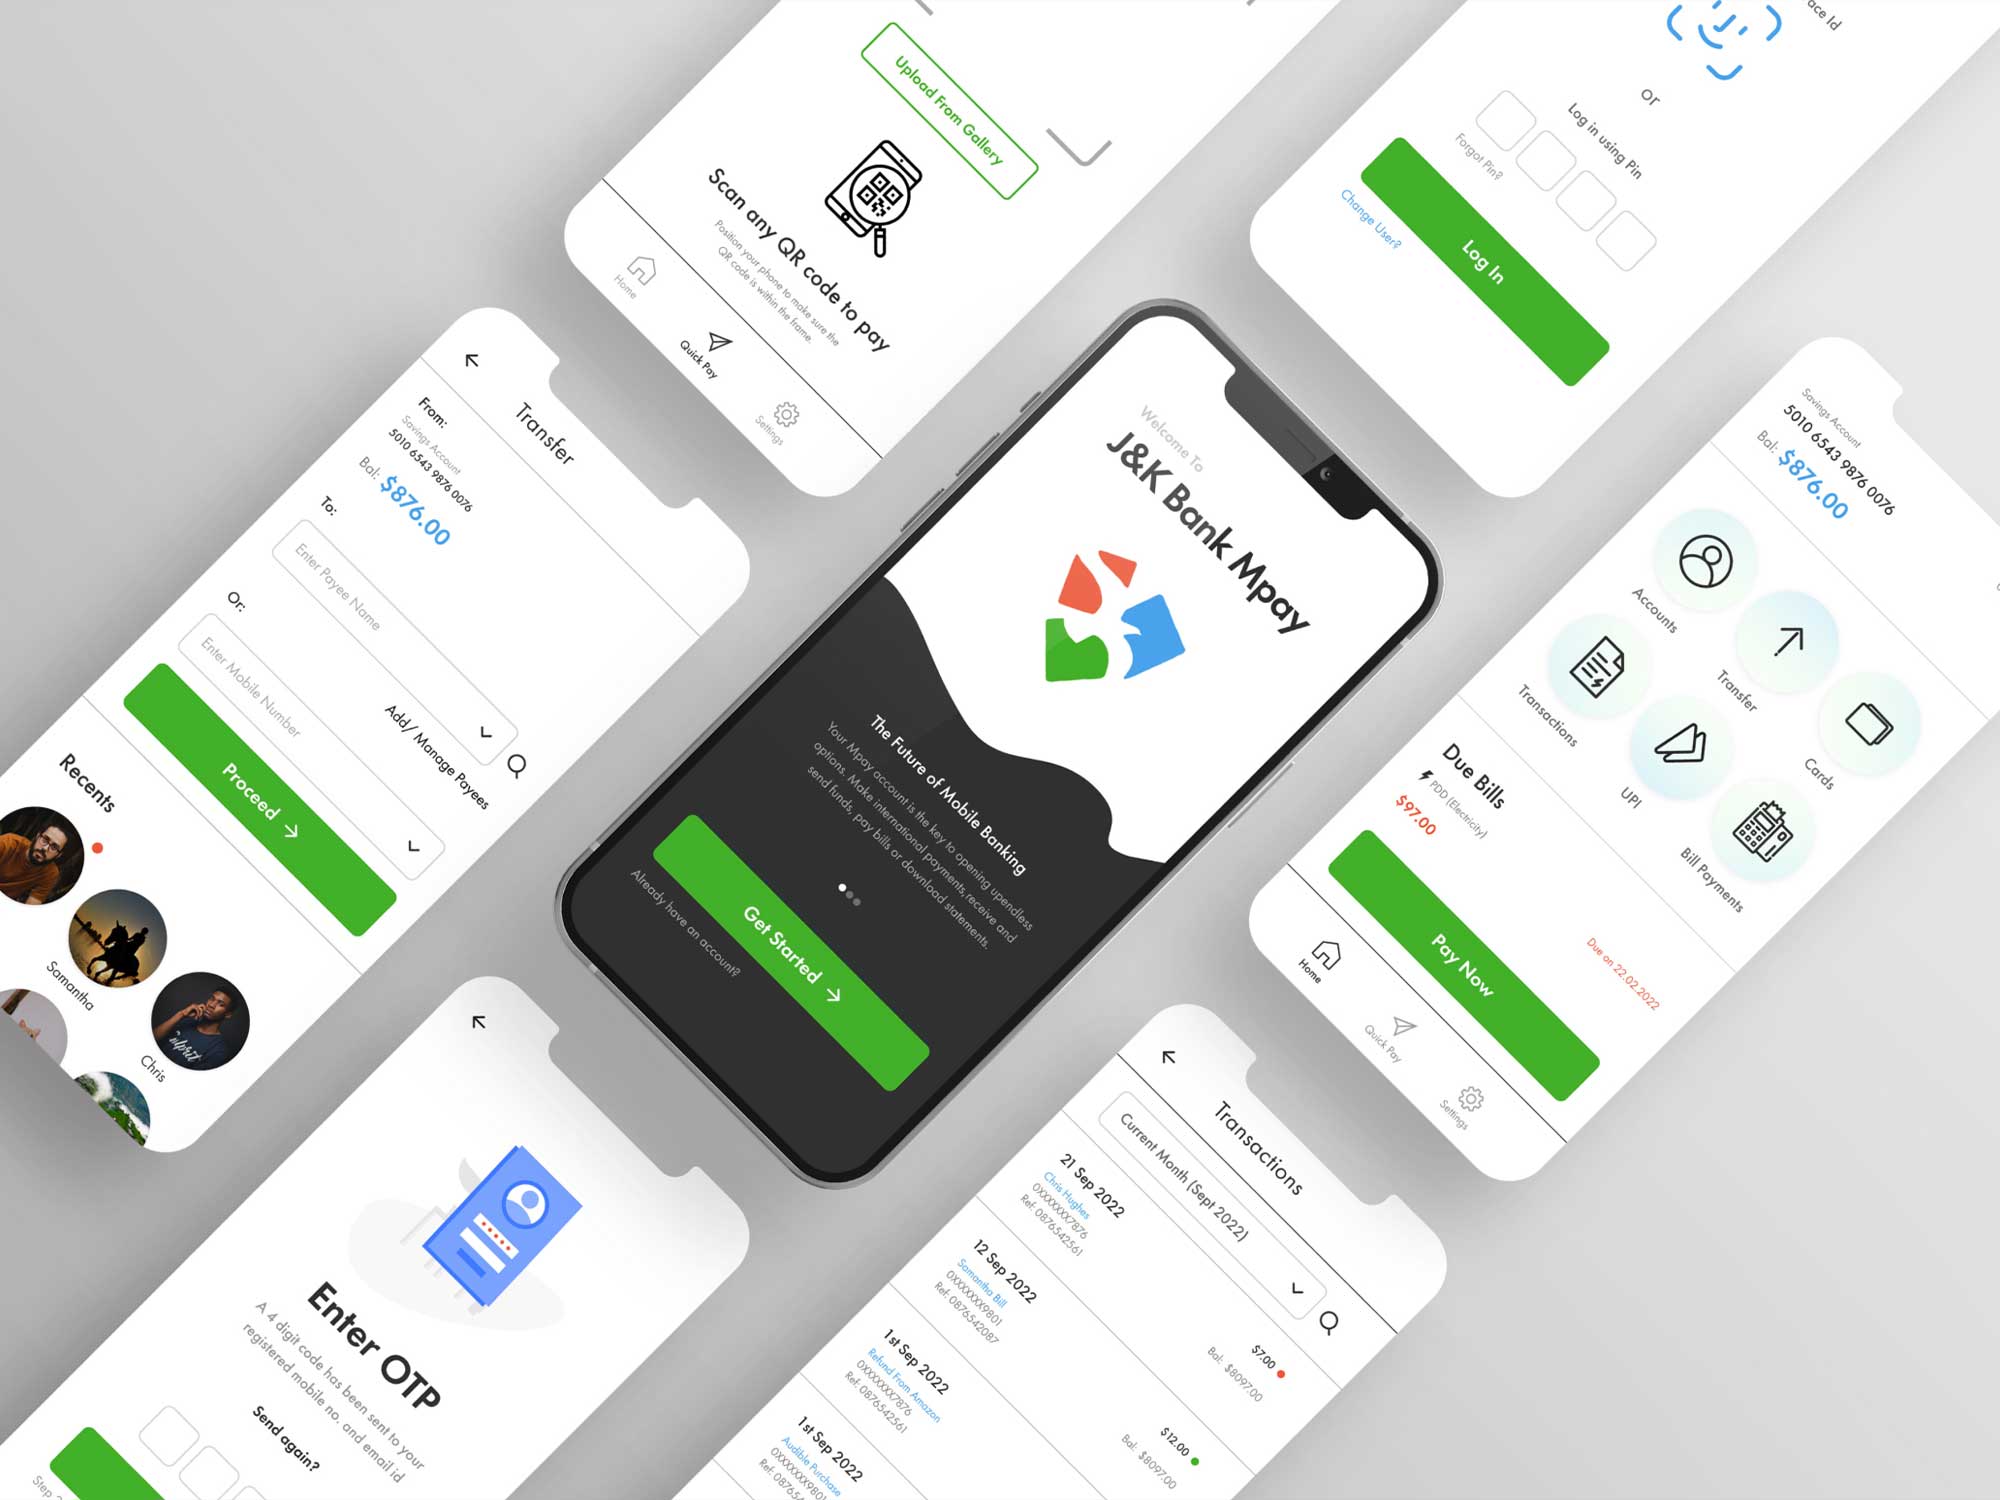 Upload From Gallery
Scan any QR code to pay
Position your phone to make sure the
QR code is within the frame.
Home
Quick Pay
Settings
ace Id
or
Log in using Pin
Forgot Pin?
Log In
Change User?
Transfer
From:
Savings Account
5010 6543 9876 0076
Bal: $876.00
To:
Enter Payee Name
Or:
Enter Mobile Number
Add/ Manage Payees
Proceed
Recents
Samantha
Chris
Welcome To
J&K Bank Mpay
The Future of Mobile Banking
Your Mpay account is the key to opening upendless
options. Make international payments,receive and
send funds, pay bills or download statements.
Get Started
Already have an account?
Savings Account
5010 6543 9876 0076
Bal: $876.00
Accounts
Transfer
Cards
Transactions
UPI
Bill Payments
Due Bills
PDD (Electricity)
$97.00
Due on 22.02.2022
Pay Now
Home
Quick Pay
Settings
Enter OTP
A 4 digit code has been sent to your
registered mobile no. and email id
Send again?
Step
Transactions
Current Month (Sept 2022)
21 Sep 2022
Chris Hughes
0XXXXXXX7876
Ref: 0876542561
$7.00
Bal: $8097.00
12 Sep 2022
Samantha Bill
0XXXXXXX9801
Ref: 0876542087
$12.00
Bal: $8097.00
1st Sep 2022
Refund From Amazon
0XXXXXXX7876
Ref: 0876542561
1st Sep 2022
Audible Purchase
0XXXXXXX9801